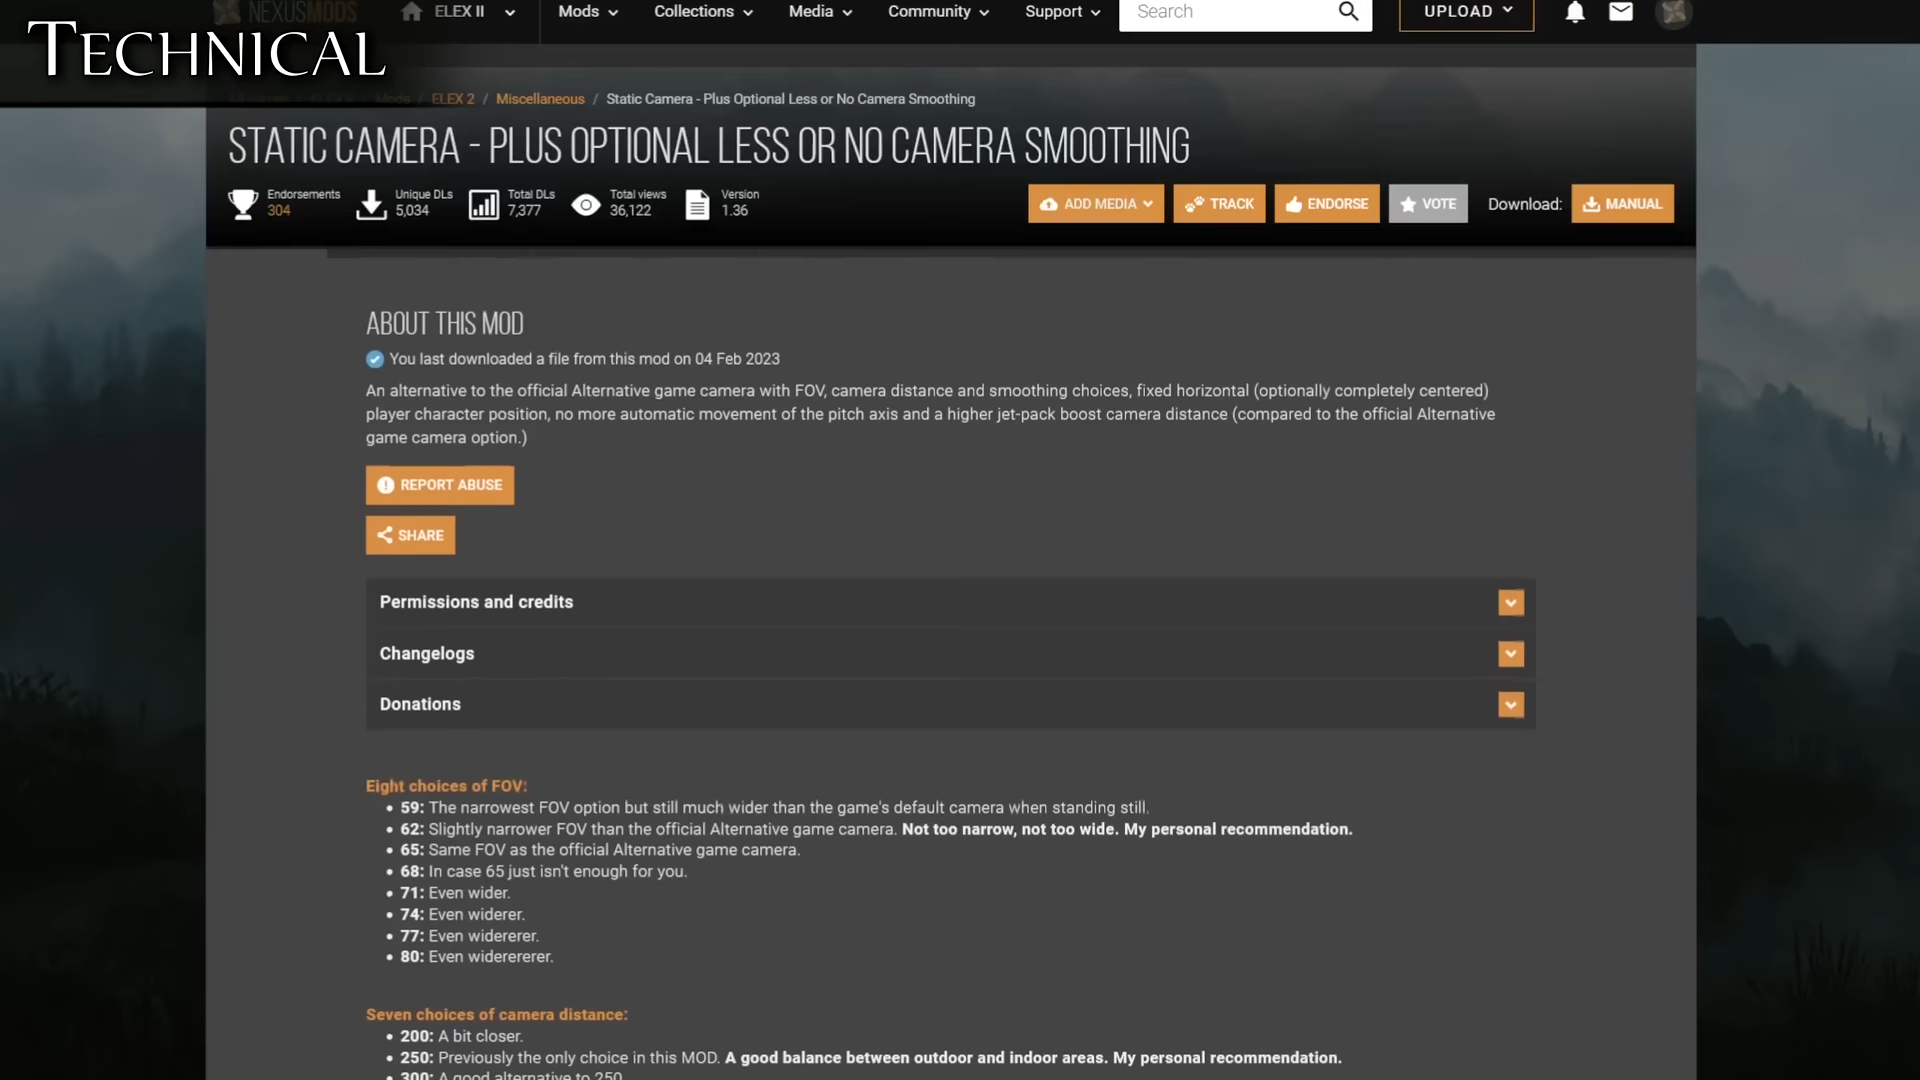 NEXUSMODS ELEX II Mods Collections Media Community Support Search UPLOAD
TECHNICAL
Mods / ELEX 2 / Miscellaneous / Static Camera - Plus Optional Less or No Camera Smoothing
STATIC CAMERA - PLUS OPTIONAL LESS OR NO CAMERA SMOOTHING
Endorsements Unique DLs Total DLs Total views Version
304 5,034 7,377 36,122 1.36
ADD MEDIA TRACK ENDORSE VOTE Download: MANUAL
ABOUT THIS MOD
You last downloaded a file from this mod on 04 Feb 2023
An alternative to the official Alternative game camera with FOV, camera distance and smoothing choices, fixed horizontal (optionally completely centered)
player character position, no more automatic movement of the pitch axis and a higher jet-pack boost camera distance (compared to the official Alternative
game camera option.)
REPORT ABUSE
SHARE
Permissions and credits
Changelogs
Donations
Eight choices of FOV:
• 59: The narrowest FOV option but still much wider than the game's default camera when standing still.
• 62: Slightly narrower FOV than the official Alternative game camera. Not too narrow, not too wide. My personal recommendation.
• 65: Same FOV as the official Alternative game camera.
• 68: In case 65 just isn't enough for you.
• 71: Even wider.
• 74: Even widerer.
• 77: Even widererer.
• 80: Even widerererer.
Seven choices of camera distance:
• 200: A bit closer.
• 250: Previously the only choice in this MOD. A good balance between outdoor and indoor areas. My personal recommendation.
• 300: A good alternative to 250.